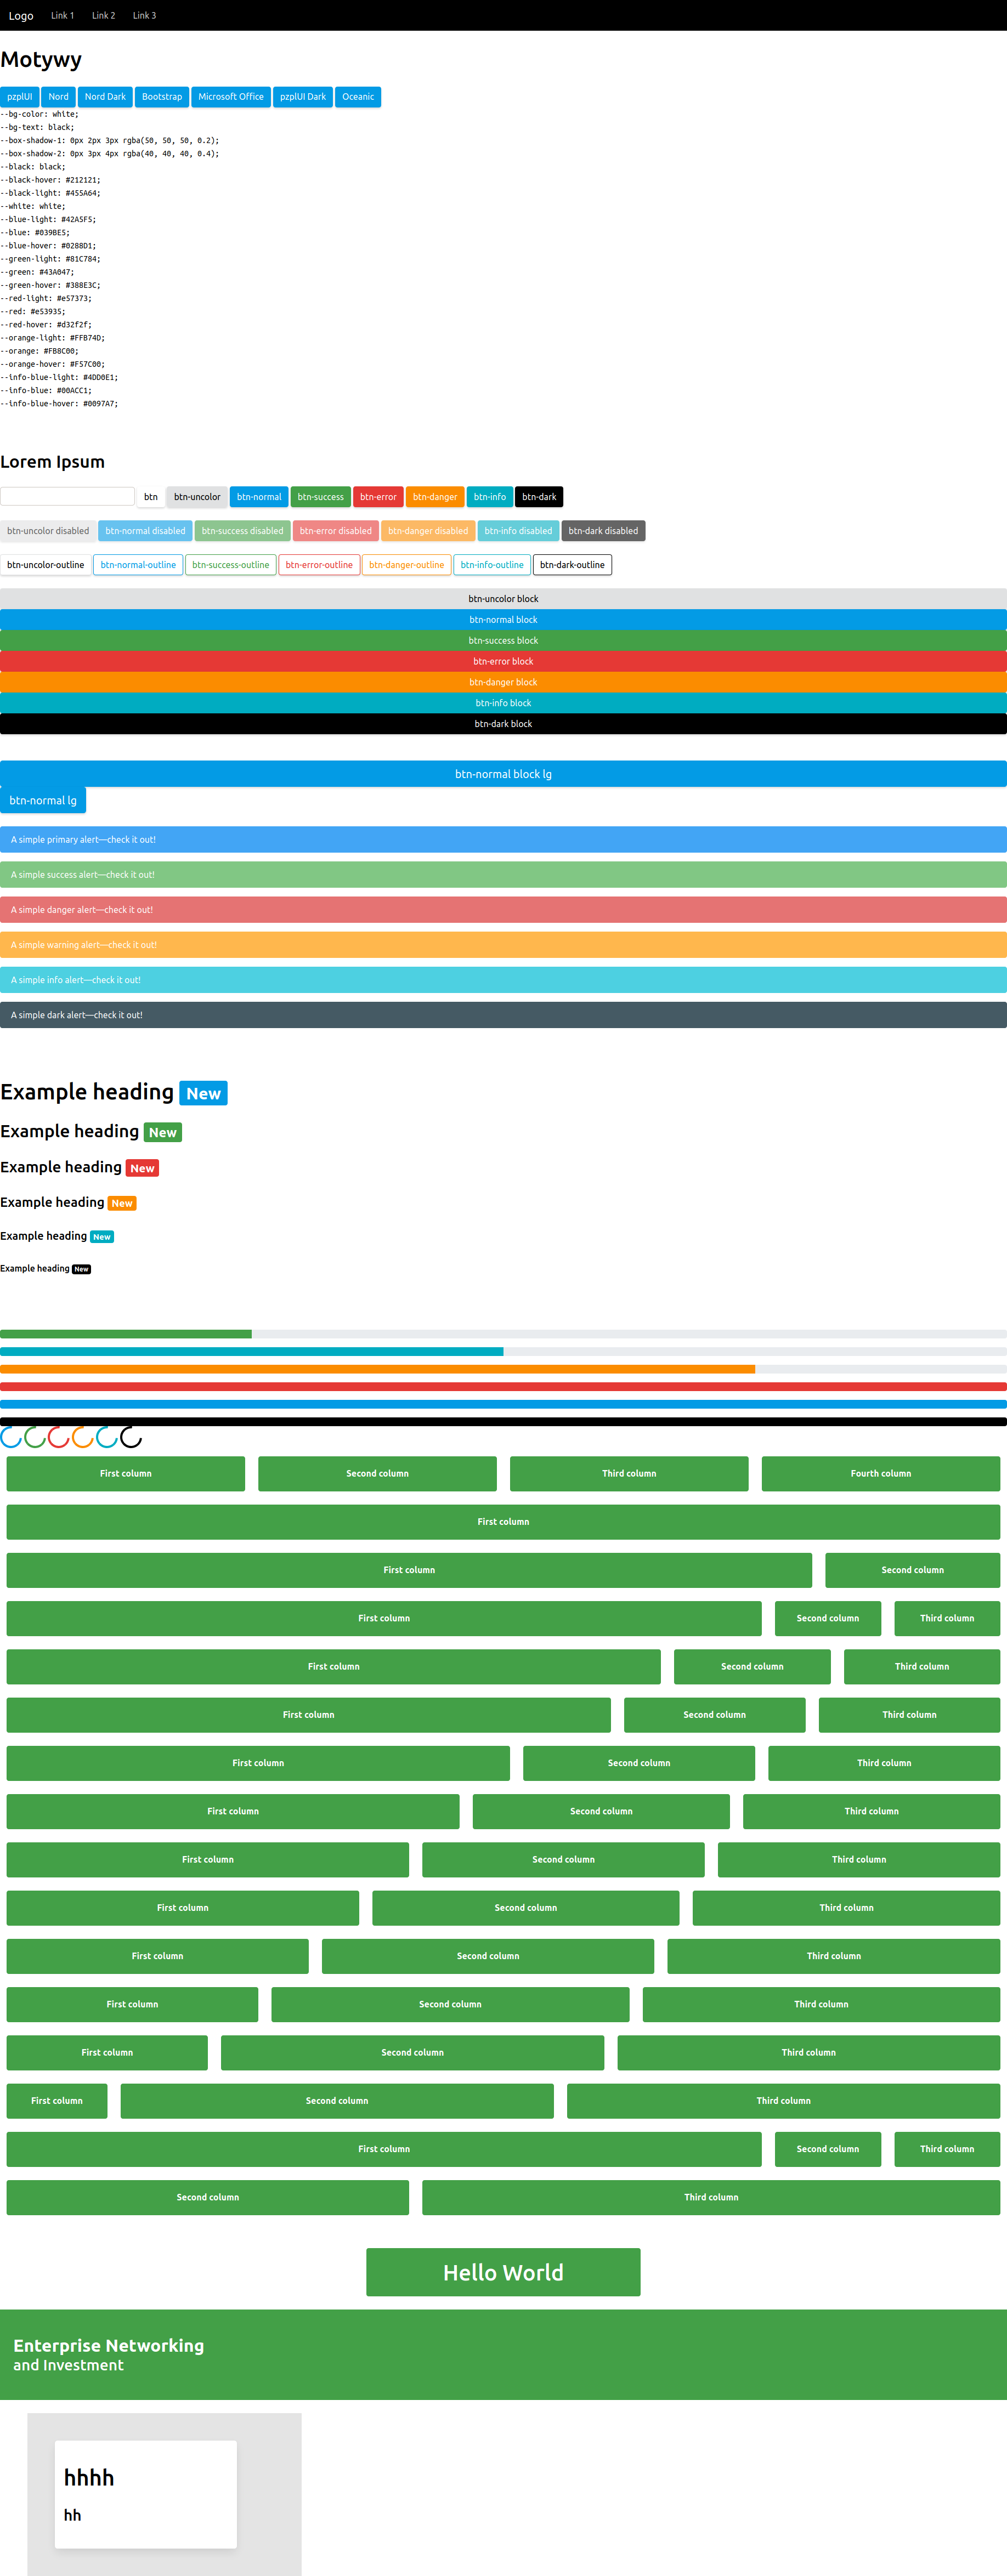 Logo Link 1 Link 2 Link 3
Motywy
pzplUI Nord Nord Dark Bootstrap Microsoft Office pzplUI Dark Oceanic
--bg-color: white;
--bg-text: black;
--box-shadow-1: 0px 2px 3px rgba(50, 50, 50, 0.2);
--box-shadow-2: 0px 3px 4px rgba(40, 40, 40, 0.4);
--black: black;
--black-hover: #212121;
--black-light: #455A64;
--white: white;
--blue-light: #42A5F5;
--blue: #039BE5;
--blue-hover: #0288D1;
--green-light: #81C784;
--green: #43A047;
--green-hover: #388E3C;
--red-light: #e57373;
--red: #e53935;
--red-hover: #d32f2f;
--orange-light: #FFB74D;
--orange: #FB8C00;
--orange-hover: #F57C00;
--info-blue-light: #4DD0E1;
--info-blue: #00ACC1;
--info-blue-hover: #0097A7;
Lorem Ipsum
btn btn-uncolor btn-normal btn-success btn-error btn-danger btn-info btn-dark
btn-uncolor disabled btn-normal disabled btn-success disabled btn-error disabled btn-danger disabled btn-info disabled btn-dark disabled
btn-uncolor-outline btn-normal-outline btn-success-outline btn-error-outline btn-danger-outline btn-info-outline btn-dark-outline
btn-uncolor block
btn-normal block
btn-success block
btn-error block
btn-danger block
btn-info block
btn-dark block
btn-normal block lg
btn-normal lg
A simple primary alert—check it out!
A simple success alert—check it out!
A simple danger alert—check it out!
A simple warning alert—check it out!
A simple info alert—check it out!
A simple dark alert—check it out!
Example heading New
Example heading New
Example heading New
Example heading New
Example heading New
Example heading New
First column Second column Third column Fourth column
First column
First column Second column
First column Second column Third column
First column Second column Third column
First column Second column Third column
First column Second column Third column
First column Second column Third column
First column Second column Third column
First column Second column Third column
First column Second column Third column
First column Second column Third column
First column Second column Third column
First column Second column Third column
First column Second column Third column
Second column Third column
Hello World
Enterprise Networking
and Investment
hhhh
hh